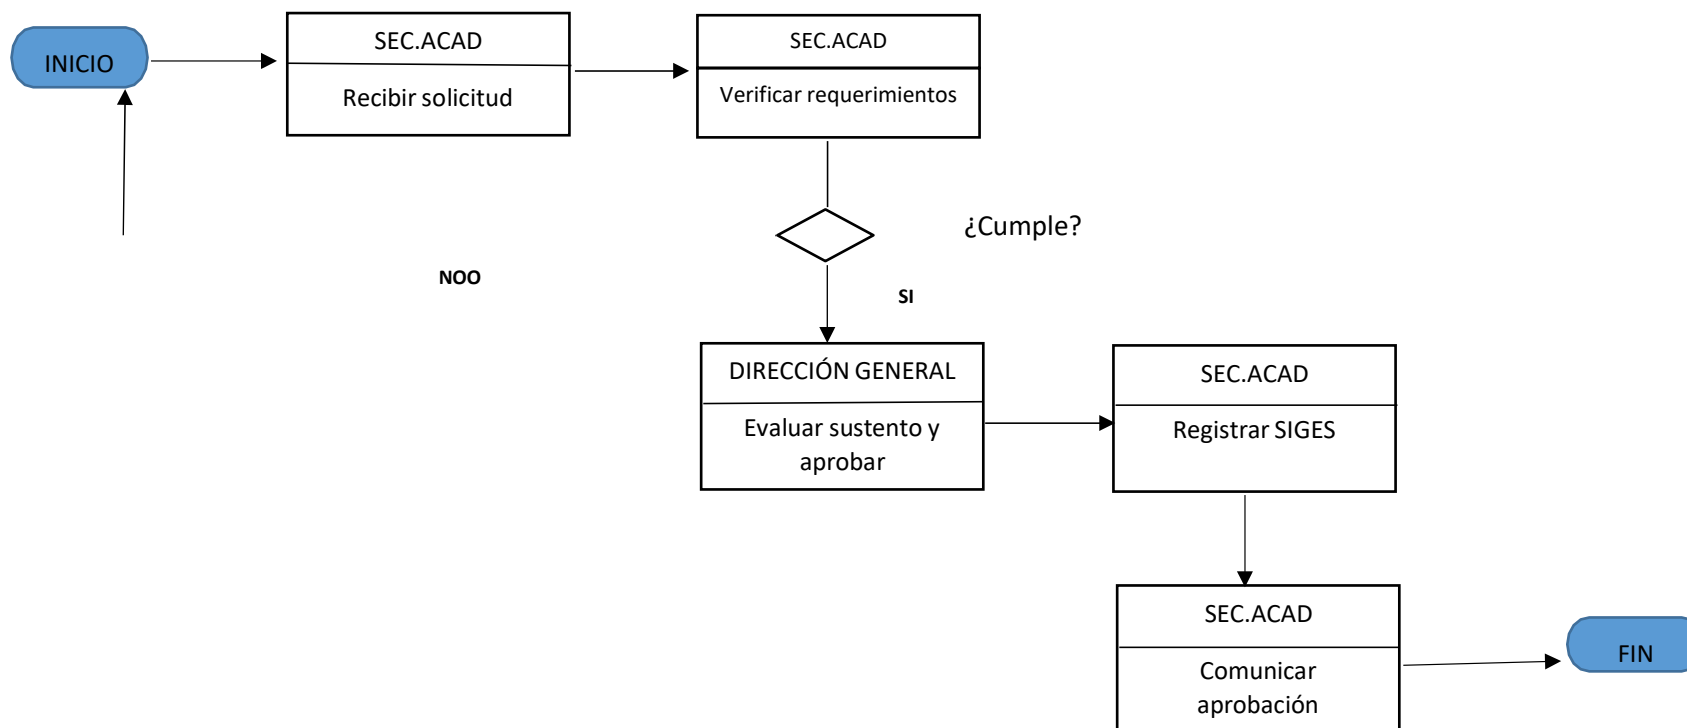 INICIO
SEC.ACAD
Recibir solicitud
SEC.ACAD
Verificar requerimientos
¿Cumple?
NOO
SI
DIRECCIÓN GENERAL
Evaluar sustento y
aprobar
SEC.ACAD
Registrar SIGES
SEC.ACAD
Comunicar
aprobación
FIN